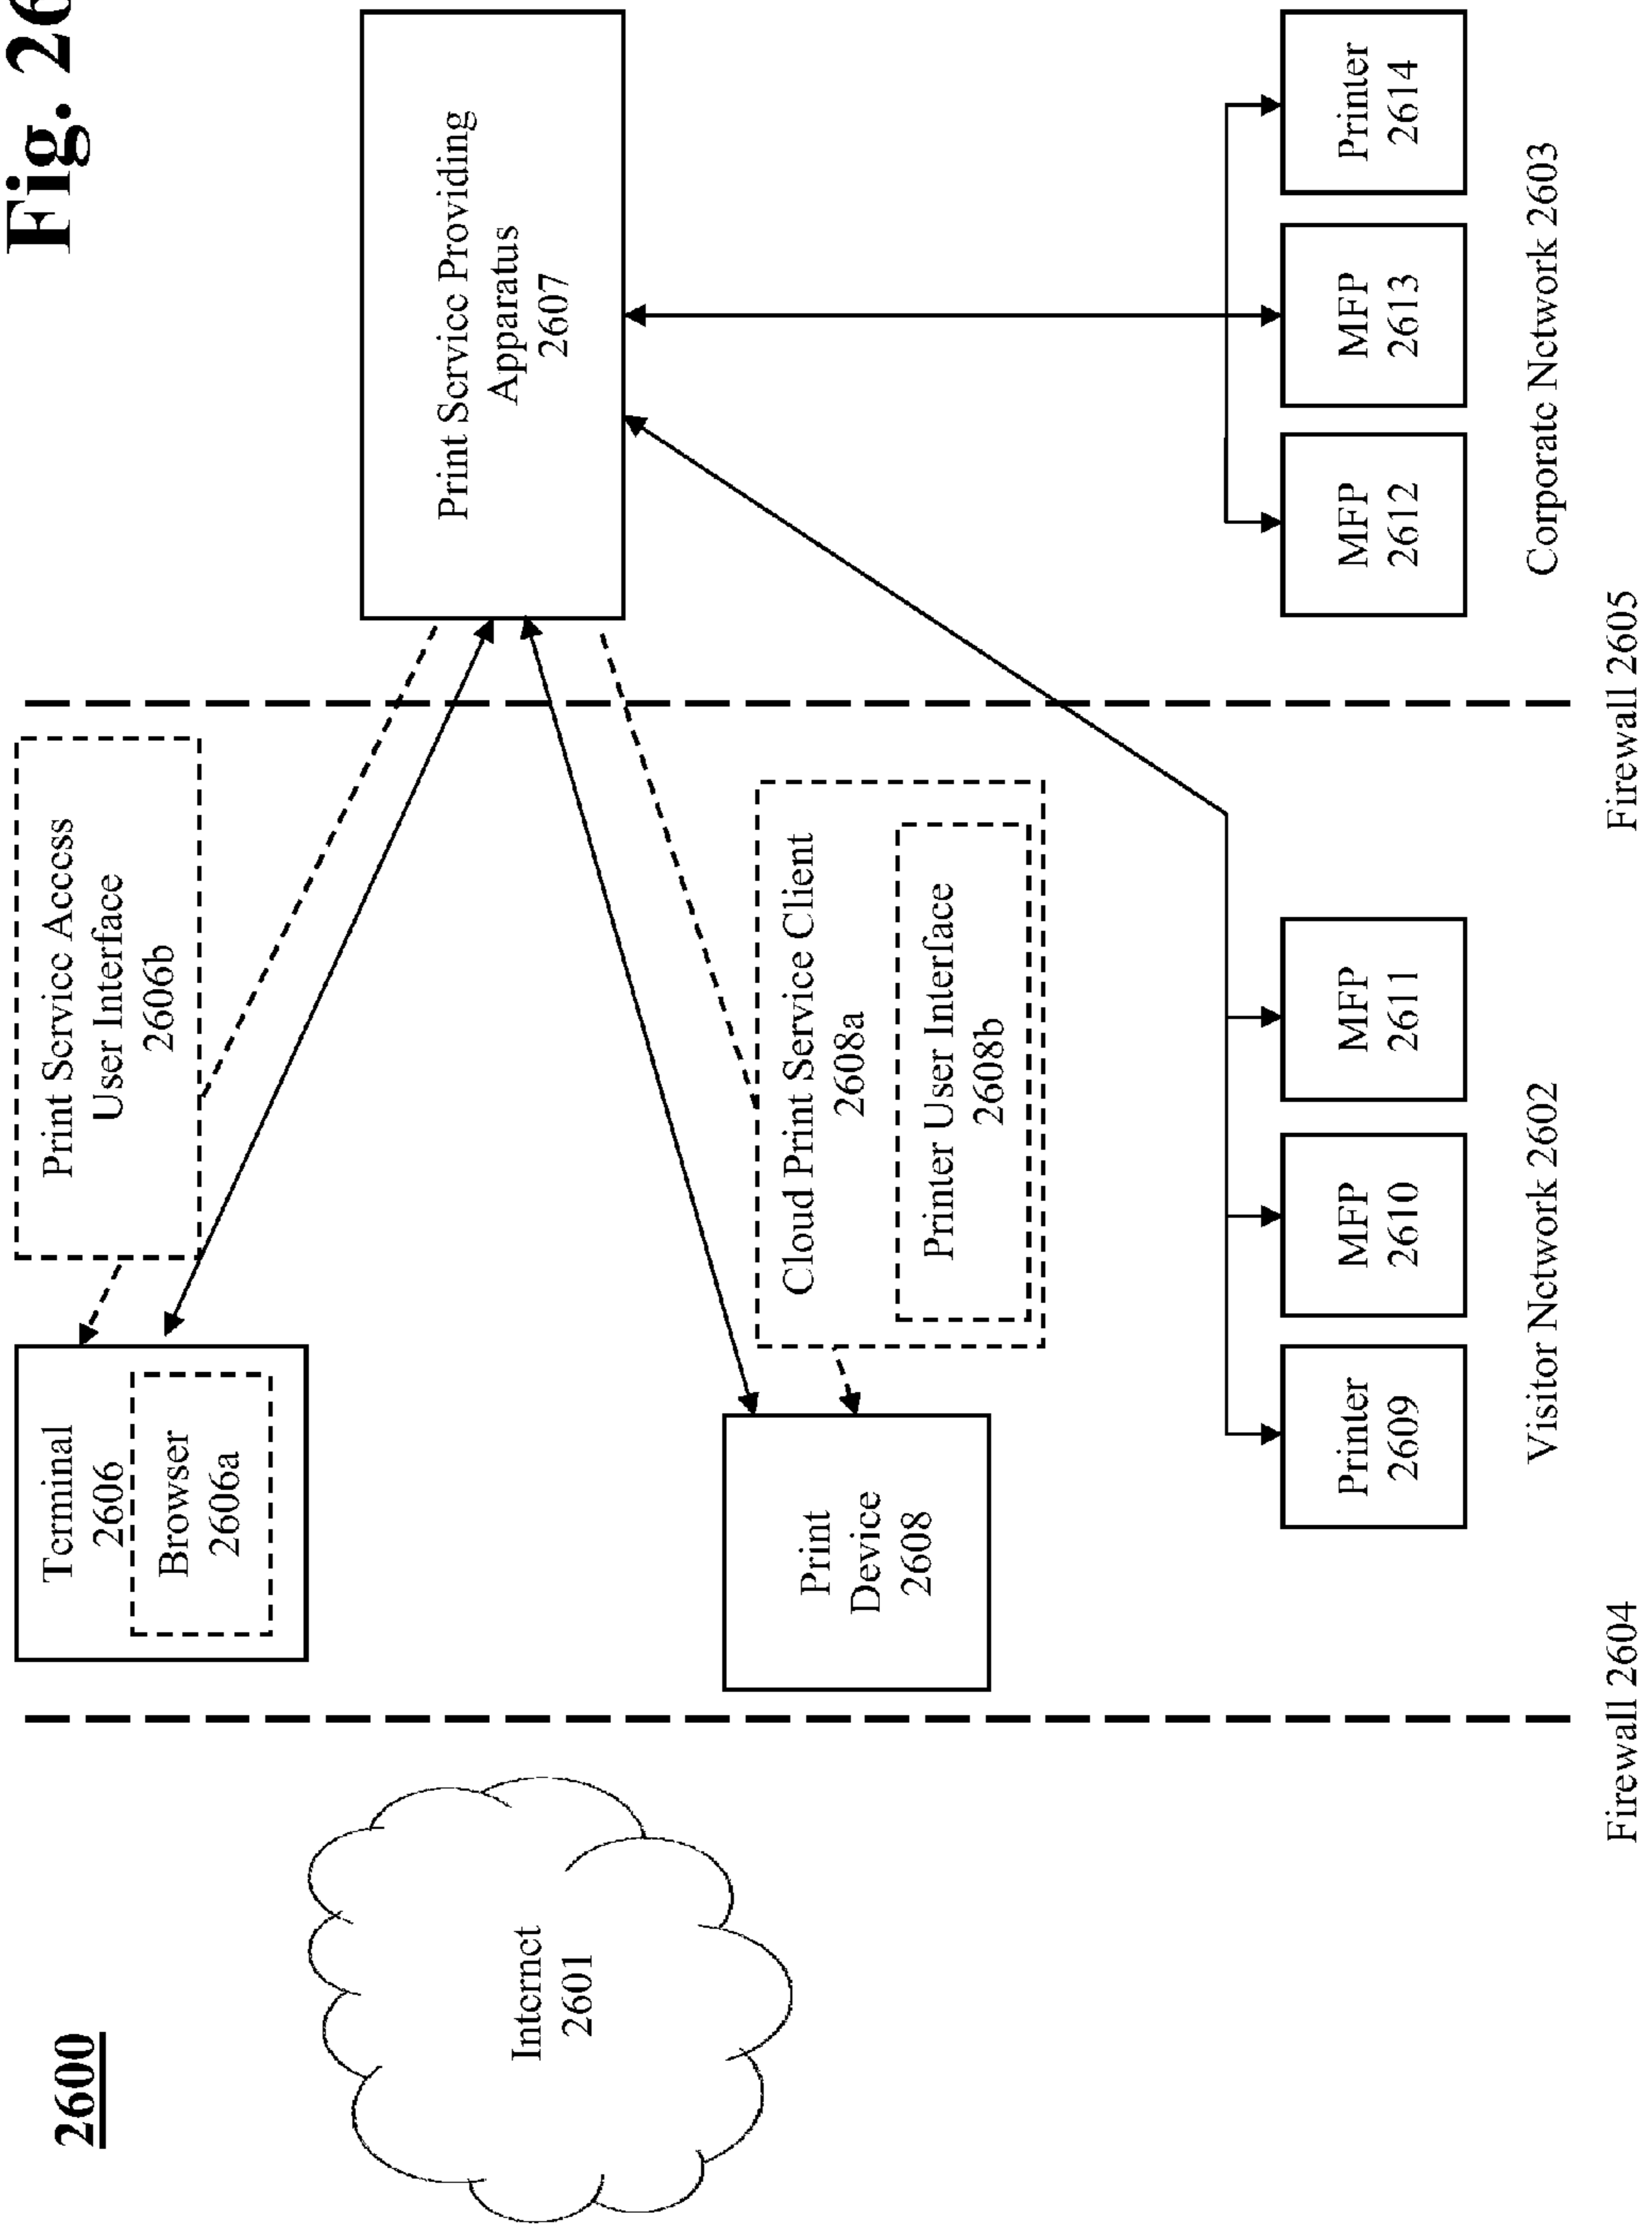 Fig. 26
2600
Internet
2601
Terminal
2606
Browser
2606a
Print Service Access
User Interface
2606b
Print Service Providing
Apparatus
2607
Print
Device
2608
Cloud Print Service Client
2608a
Printer User Interface
2608b
Printer
2609
MFP
2610
MFP
2611
MFP
2612
MFP
2613
Printer
2614
Visitor Network 2602
Corporate Network 2603
Firewall 2604
Firewall 2605